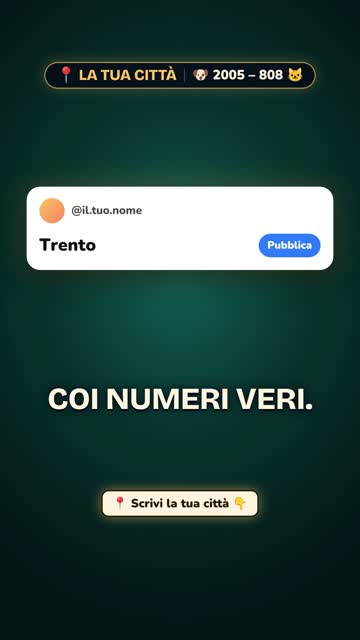 📍 LA TUA CITTÀ | 🐶 2005 – 808 🐱
@il.tuo.nome
Trento
Pubblica
COI NUMERI VERI.
📍 Scrivi la tua città 👇